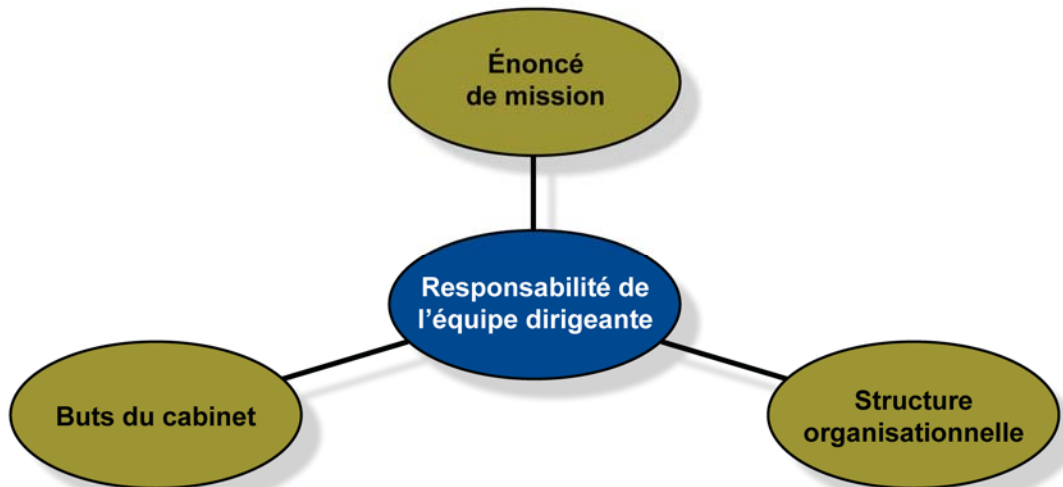 Énoncé
de mission
Responsabilité de
l’équipe dirigeante
Buts du cabinet
Structure
organisationnelle